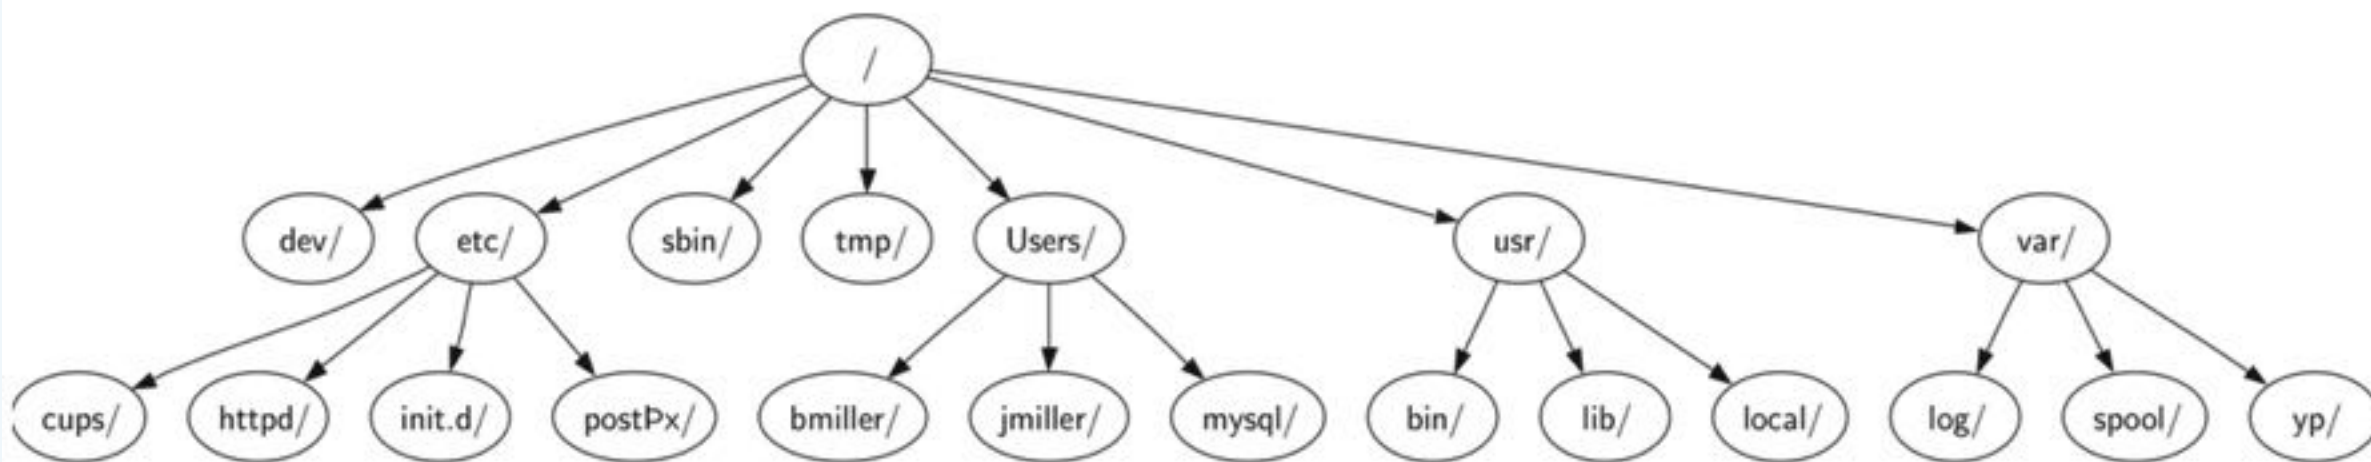 /
dev/ etc/ sbin/ tmp/ Users/ usr/ var/
cups/ httpd/ init.d/ postÞx/ bmiller/ jmiller/ mysql/ bin/ lib/ local/ log/ spool/ yp/